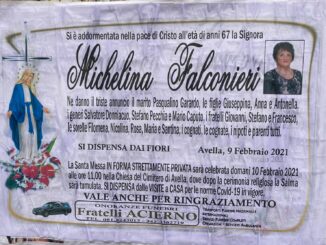 Si è addormentata nella pace di Cristo all'età di anni 67 la Signora
Michelina Falconieri
Ne danno il triste annuncio il marito Pasqualino Gerardo, le figlie Giuseppina, Anna e Antonella,
i generi Salvatore Donniacuo, Stefano Pecchia e Mario Caputo, i fratelli Giovanni, Stefano e Francesco,
le sorelle Filomena, Nicolina, Rosa, Maria e Santina, i cognati, le cognate, i nipoti e parenti tutti.
SI DISPENSA DAI FIORI
Avella, 9 Febbraio 2021
La Santa Messa IN FORMA STRETTAMENTE PRIVATA sarà celebrata domani 10 Febbraio 2021
alle ore 11,00 nella Chiesa del Cimitero di Avella, dove dopo la cerimonia religiosa la Salma
sarà tumulata. SI DISPENSA dalle VISITE A CASA per le norme Covid-19 in vigore.
VALE ANCHE PER RINGRAZIAMENTO
ONORANZE FUNEBRI
Fratelli ACIERNO